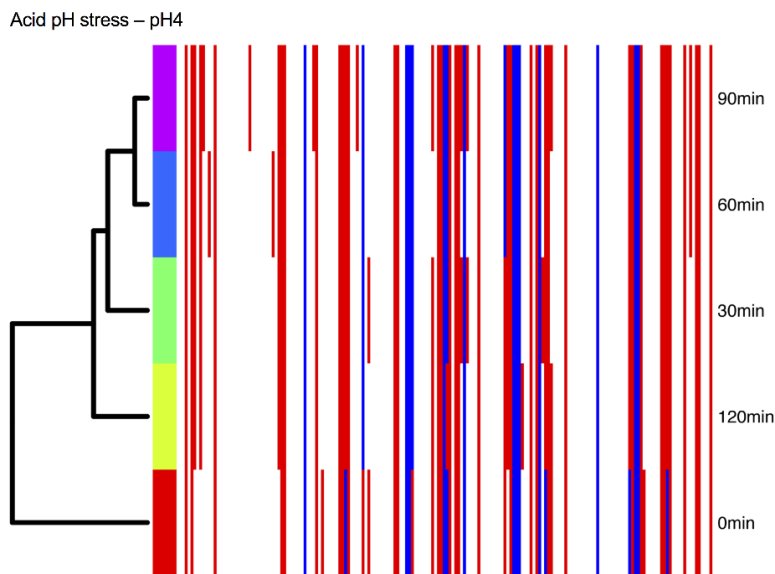 Acid pH stress – pH4
90min
60min
30min
120min
0min